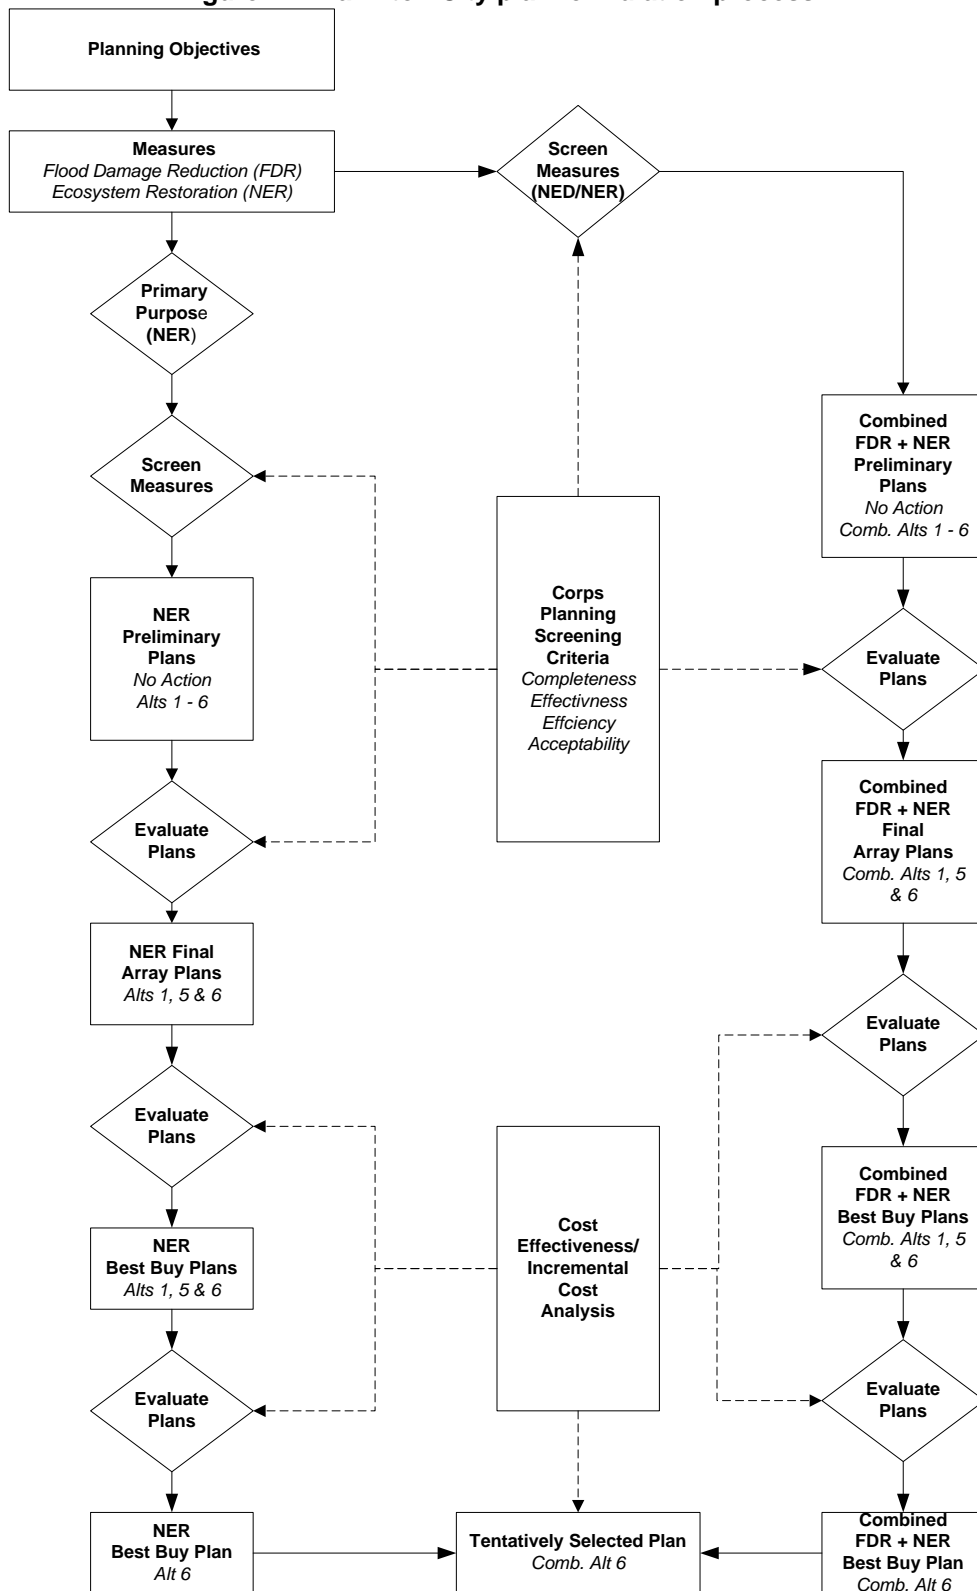 City plan process
Planning Objectives
Measures
Flood Damage Reduction (FDR)
Ecosystem Restoration (NER)
Screen
Measures
(NED/NER)
Primary
Purpose
(NER)
Screen
Measures
Combined
FDR + NER
Preliminary
Plans
No Action
Comb. Alts 1 - 6
NER
Preliminary
Plans
No Action
Alts 1 - 6
Corps
Planning
Screening
Criteria
Completeness
Effectivness
Effciency
Acceptability
Evaluate
Plans
Evaluate
Plans
Combined
FDR + NER
Final
Array Plans
Comb. Alts 1, 5
& 6
NER Final
Array Plans
Alts 1, 5 & 6
Evaluate
Plans
Evaluate
Plans
Cost
Effectiveness/
Incremental
Cost
Analysis
Combined
FDR + NER
Best Buy Plans
Comb. Alts 1, 5
& 6
NER
Best Buy Plans
Alts 1, 5 & 6
Evaluate
Plans
Evaluate
Plans
NER
Best Buy Plan
Alt 6
Tentatively Selected Plan
Comb. Alt 6
Combined
FDR + NER
Best Buy Plan
Comb. Alt 6